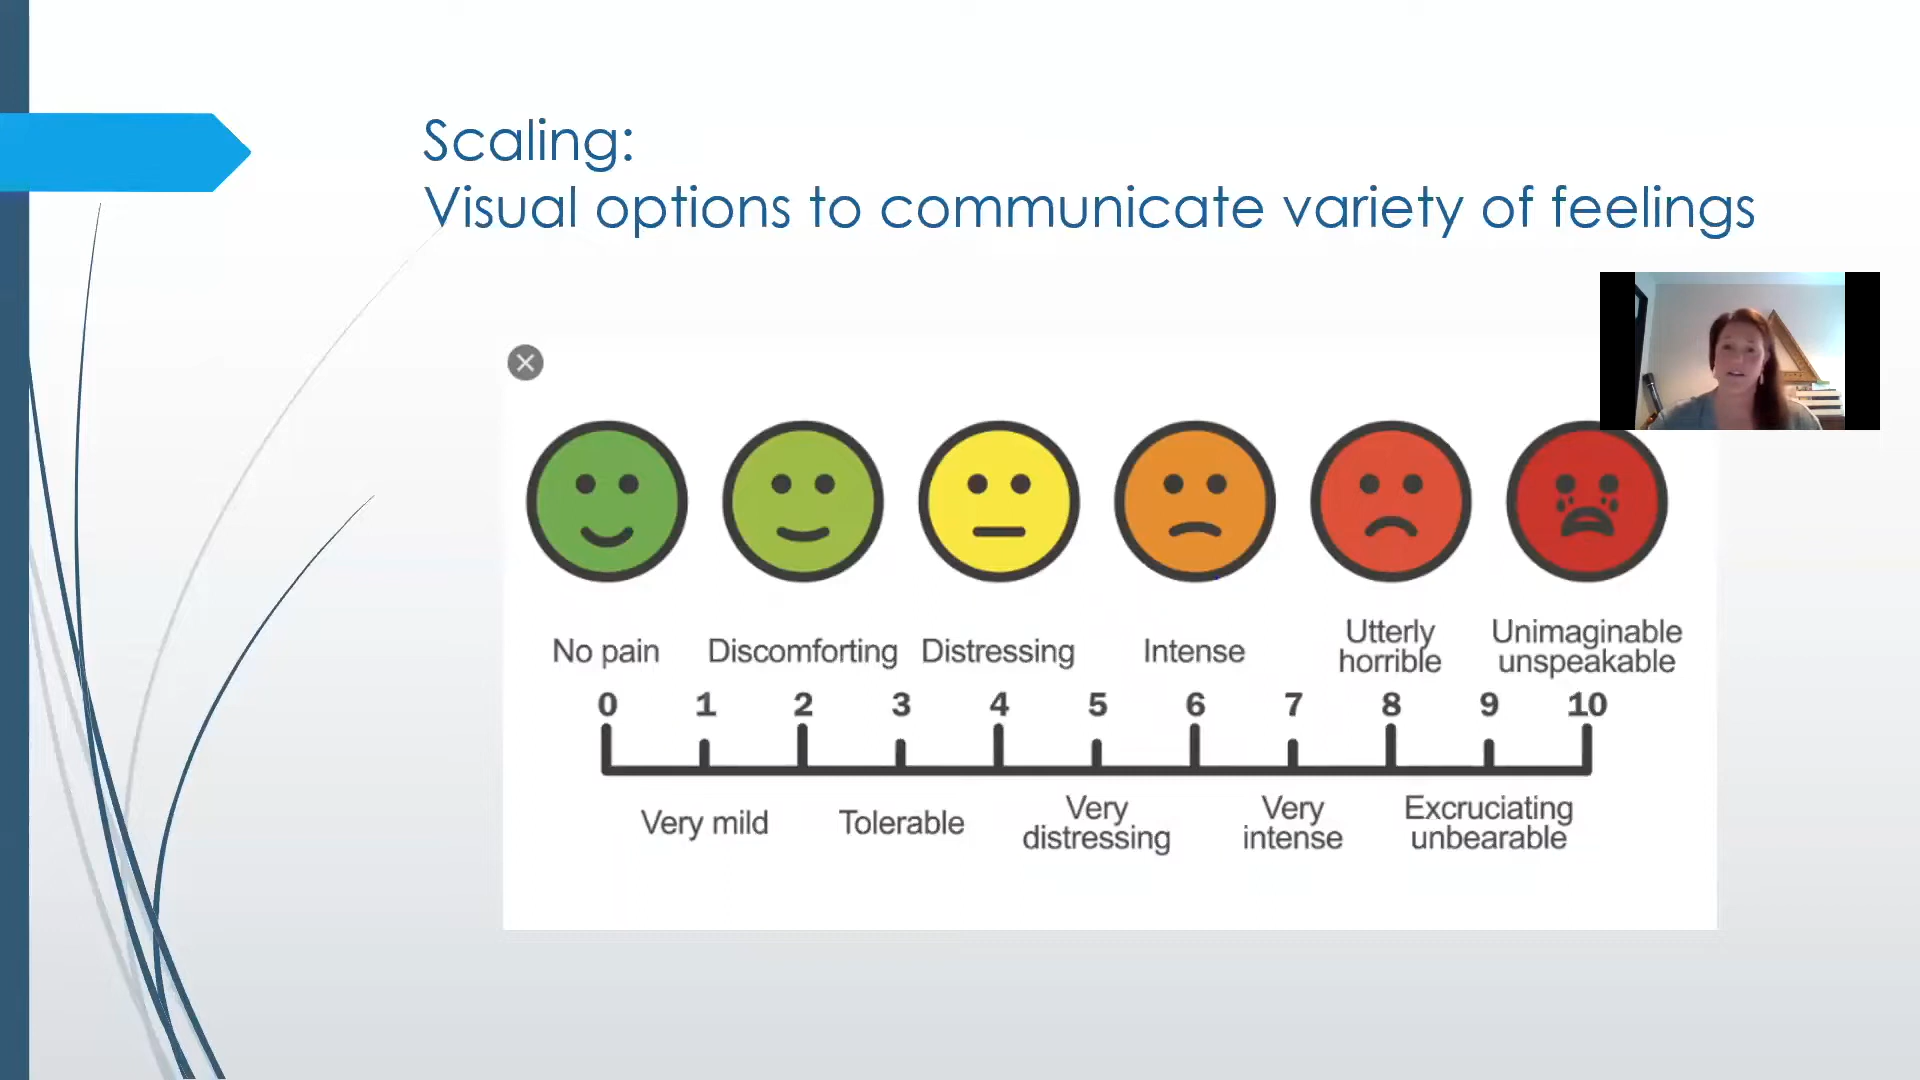 Scaling:
Visual options to communicate variety of feelings
No pain
Discomforting
Distressing
Intense
Utterly
horrible
Unimaginable
unspeakable
0 1 2 3 4 5 6 7 8 9 10
Very mild
Tolerable
Very
distressing
Very
intense
Excruciating
unbearable